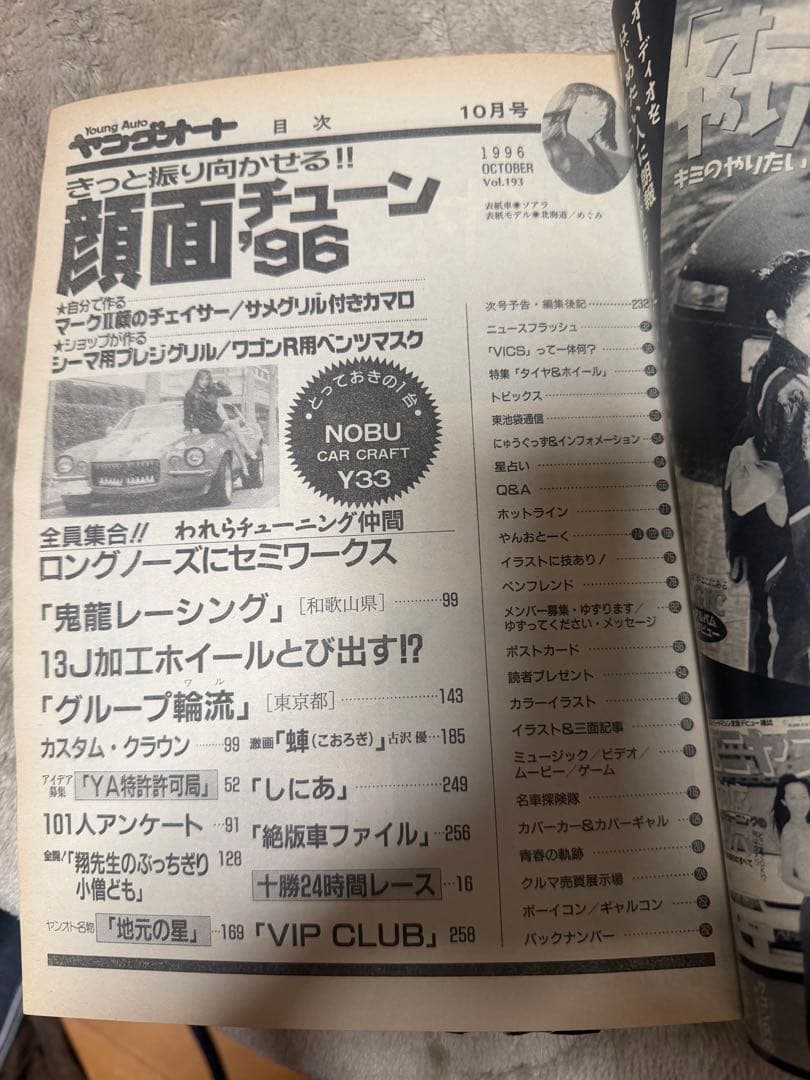 Young Auto
ヤングオート
目次
10月号
1996
OCTOBER
Vol.193
表紙車●ソアラ
表紙モデル●北海道/めぐみ
きっと振り向かせる!!
顔面チューン'96
★自分で作る
マークII顔のチェイサー/サメグリル付きカマロ
★ショップが作る
シーマ用プレジグリル/ワゴンR用ベンツマスク
・とっておきの1台・
NOBU
CAR CRAFT
Y33
全員集合!! われらチューニング仲間
ロングノーズにセミワークス
「鬼龍レーシング」[和歌山県]…………99
13J加工ホイールとび出す!?
「グループ輪流」[東京都]…………143
ワル
カスタム・クラウン……99
激画「蛼(こおろぎ)」古沢 優…185
アイデア募集「YA特許許可局」52
「しにあ」…………249
101人アンケート…91
「絶版車ファイル」…256
全開!「翔先生のぶっちぎり小僧ども」128
十勝24時間レース…16
ヤンオト名物「地元の星」…169
「VIP CLUB」258
次号予告・編集後記…………232
ニュースフラッシュ
「VICS」って一体何?
特集「タイヤ&ホイール」
トピックス
東池袋通信
にゅうぐっず&インフォメーション
星占い
Q&A
ホットライン
やんおとーく
イラストに技あり!
ペンフレンド
メンバー募集・ゆずります/
ゆずってください・メッセージ
ポストカード
読者プレゼント
カラーイラスト
イラスト&三面記事
ミュージック/ビデオ/
ムービー/ゲーム
名車探険隊
カバーカー&カバーギャル
青春の軌跡
クルマ売買展示場
ボーイコン/ギャルコン
バックナンバー
オーディオを
はじめたい人に朗報
キミのやりたい